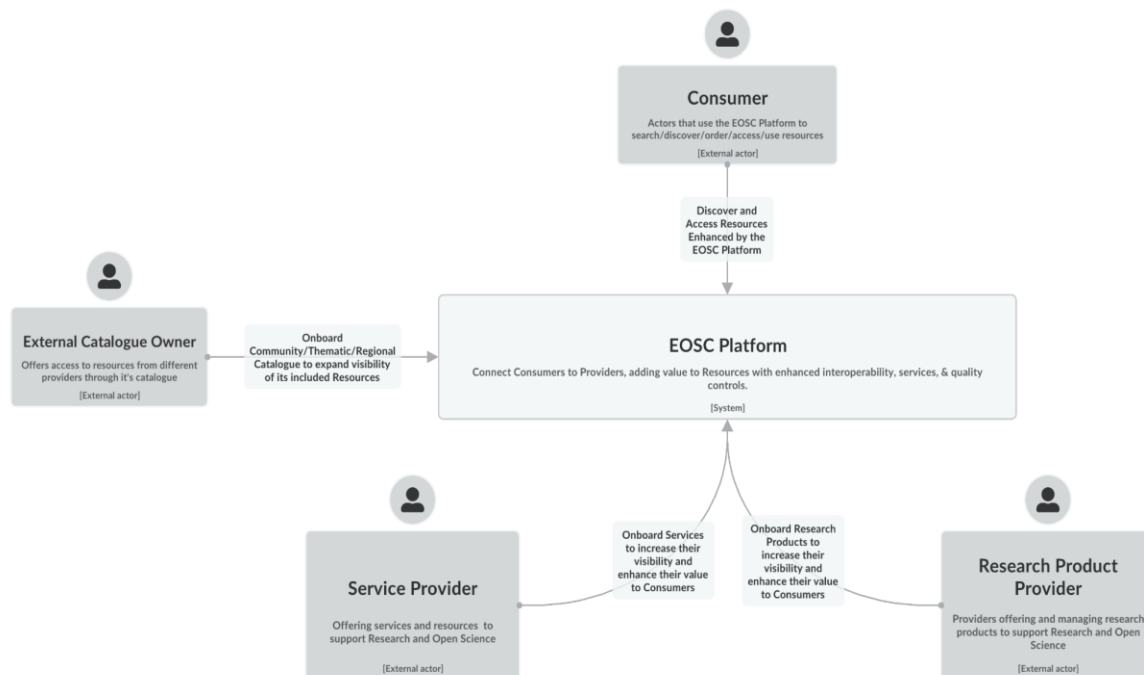 Consumer
Actors that use the EOSC Platform to
search/discover/order/access/use resources
[External actor]
Discover and
Access Resources
Enhanced by the
EOSC Platform
External Catalogue Owner
Offers access to resources from different
providers through it's catalogue
[External actor]
Onboard
Community/Thematic/Regional
Catalogue to expand visibility
of its included Resources
EOSC Platform
Connect Consumers to Providers, adding value to Resources with enhanced interoperability, services, & quality
controls.
[System]
Service Provider
Offering services and resources to
support Research and Open Science
[External actor]
Onboard Services
to increase their
visibility and
enhance their value
to Consumers
Onboard Research
Products to
increase their
visibility and
enhance their value
to Consumers
Research Product
Provider
Providers offering and managing research
products to support Research and Open
Science
[External actor]